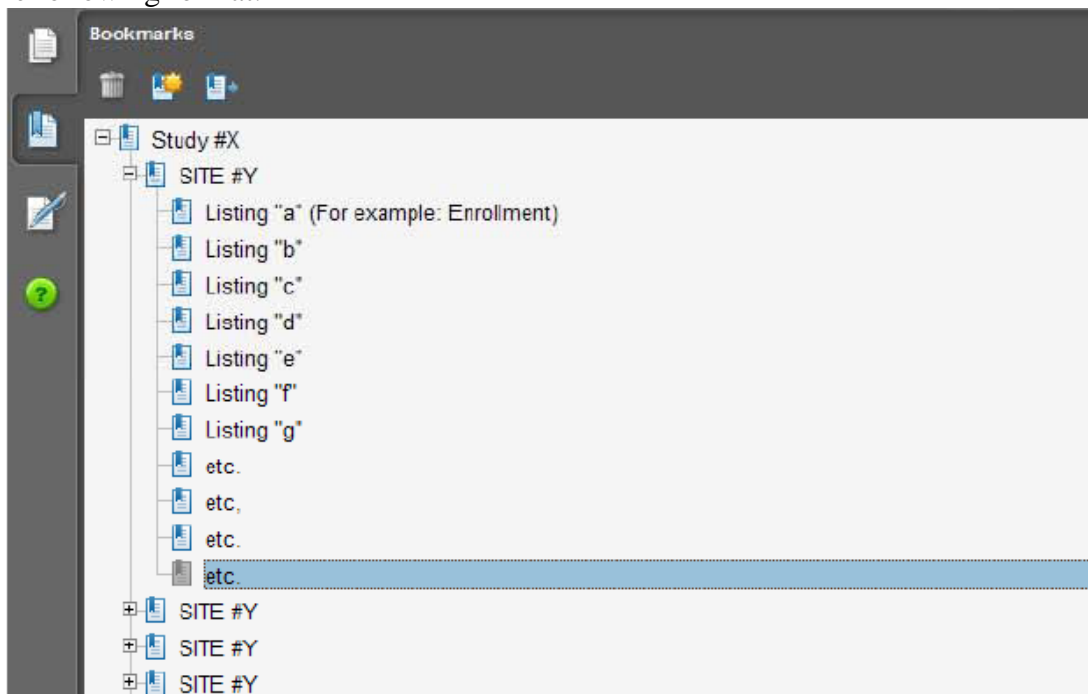 Bookmarks
Study #X
SITE #Y
Listing "a" (For example: Enrollment)
Listing "b"
Listing "c"
Listing "d"
Listing "e"
Listing "f"
Listing "g"
etc.
etc,
etc.
etc.
SITE #Y
SITE #Y
SITE #Y